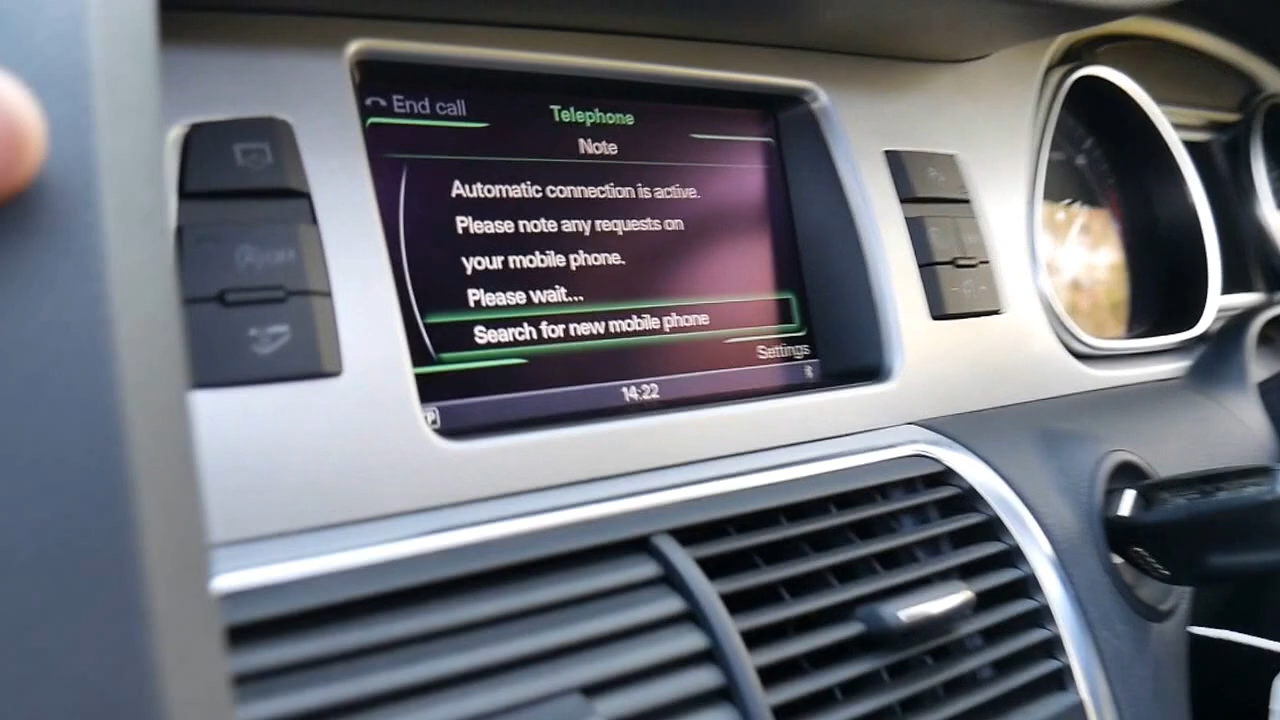 End call
Telephone
Note
Automatic connection is active.
Please note any requests on
your mobile phone.
Please wait...
Search for new mobile phone
Settings
14:22
P